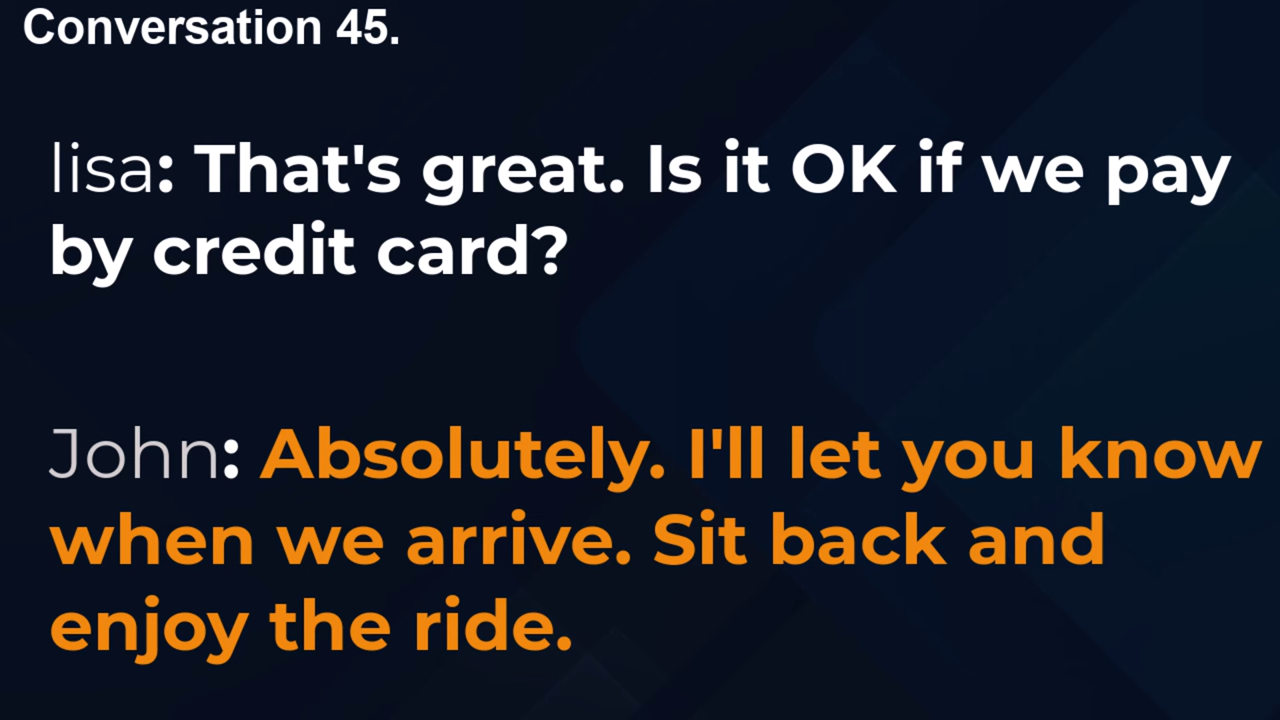 Conversation 45.
lisa: That's great. Is it OK if we pay
by credit card?
John: Absolutely. I'll let you know
when we arrive. Sit back and
enjoy the ride.